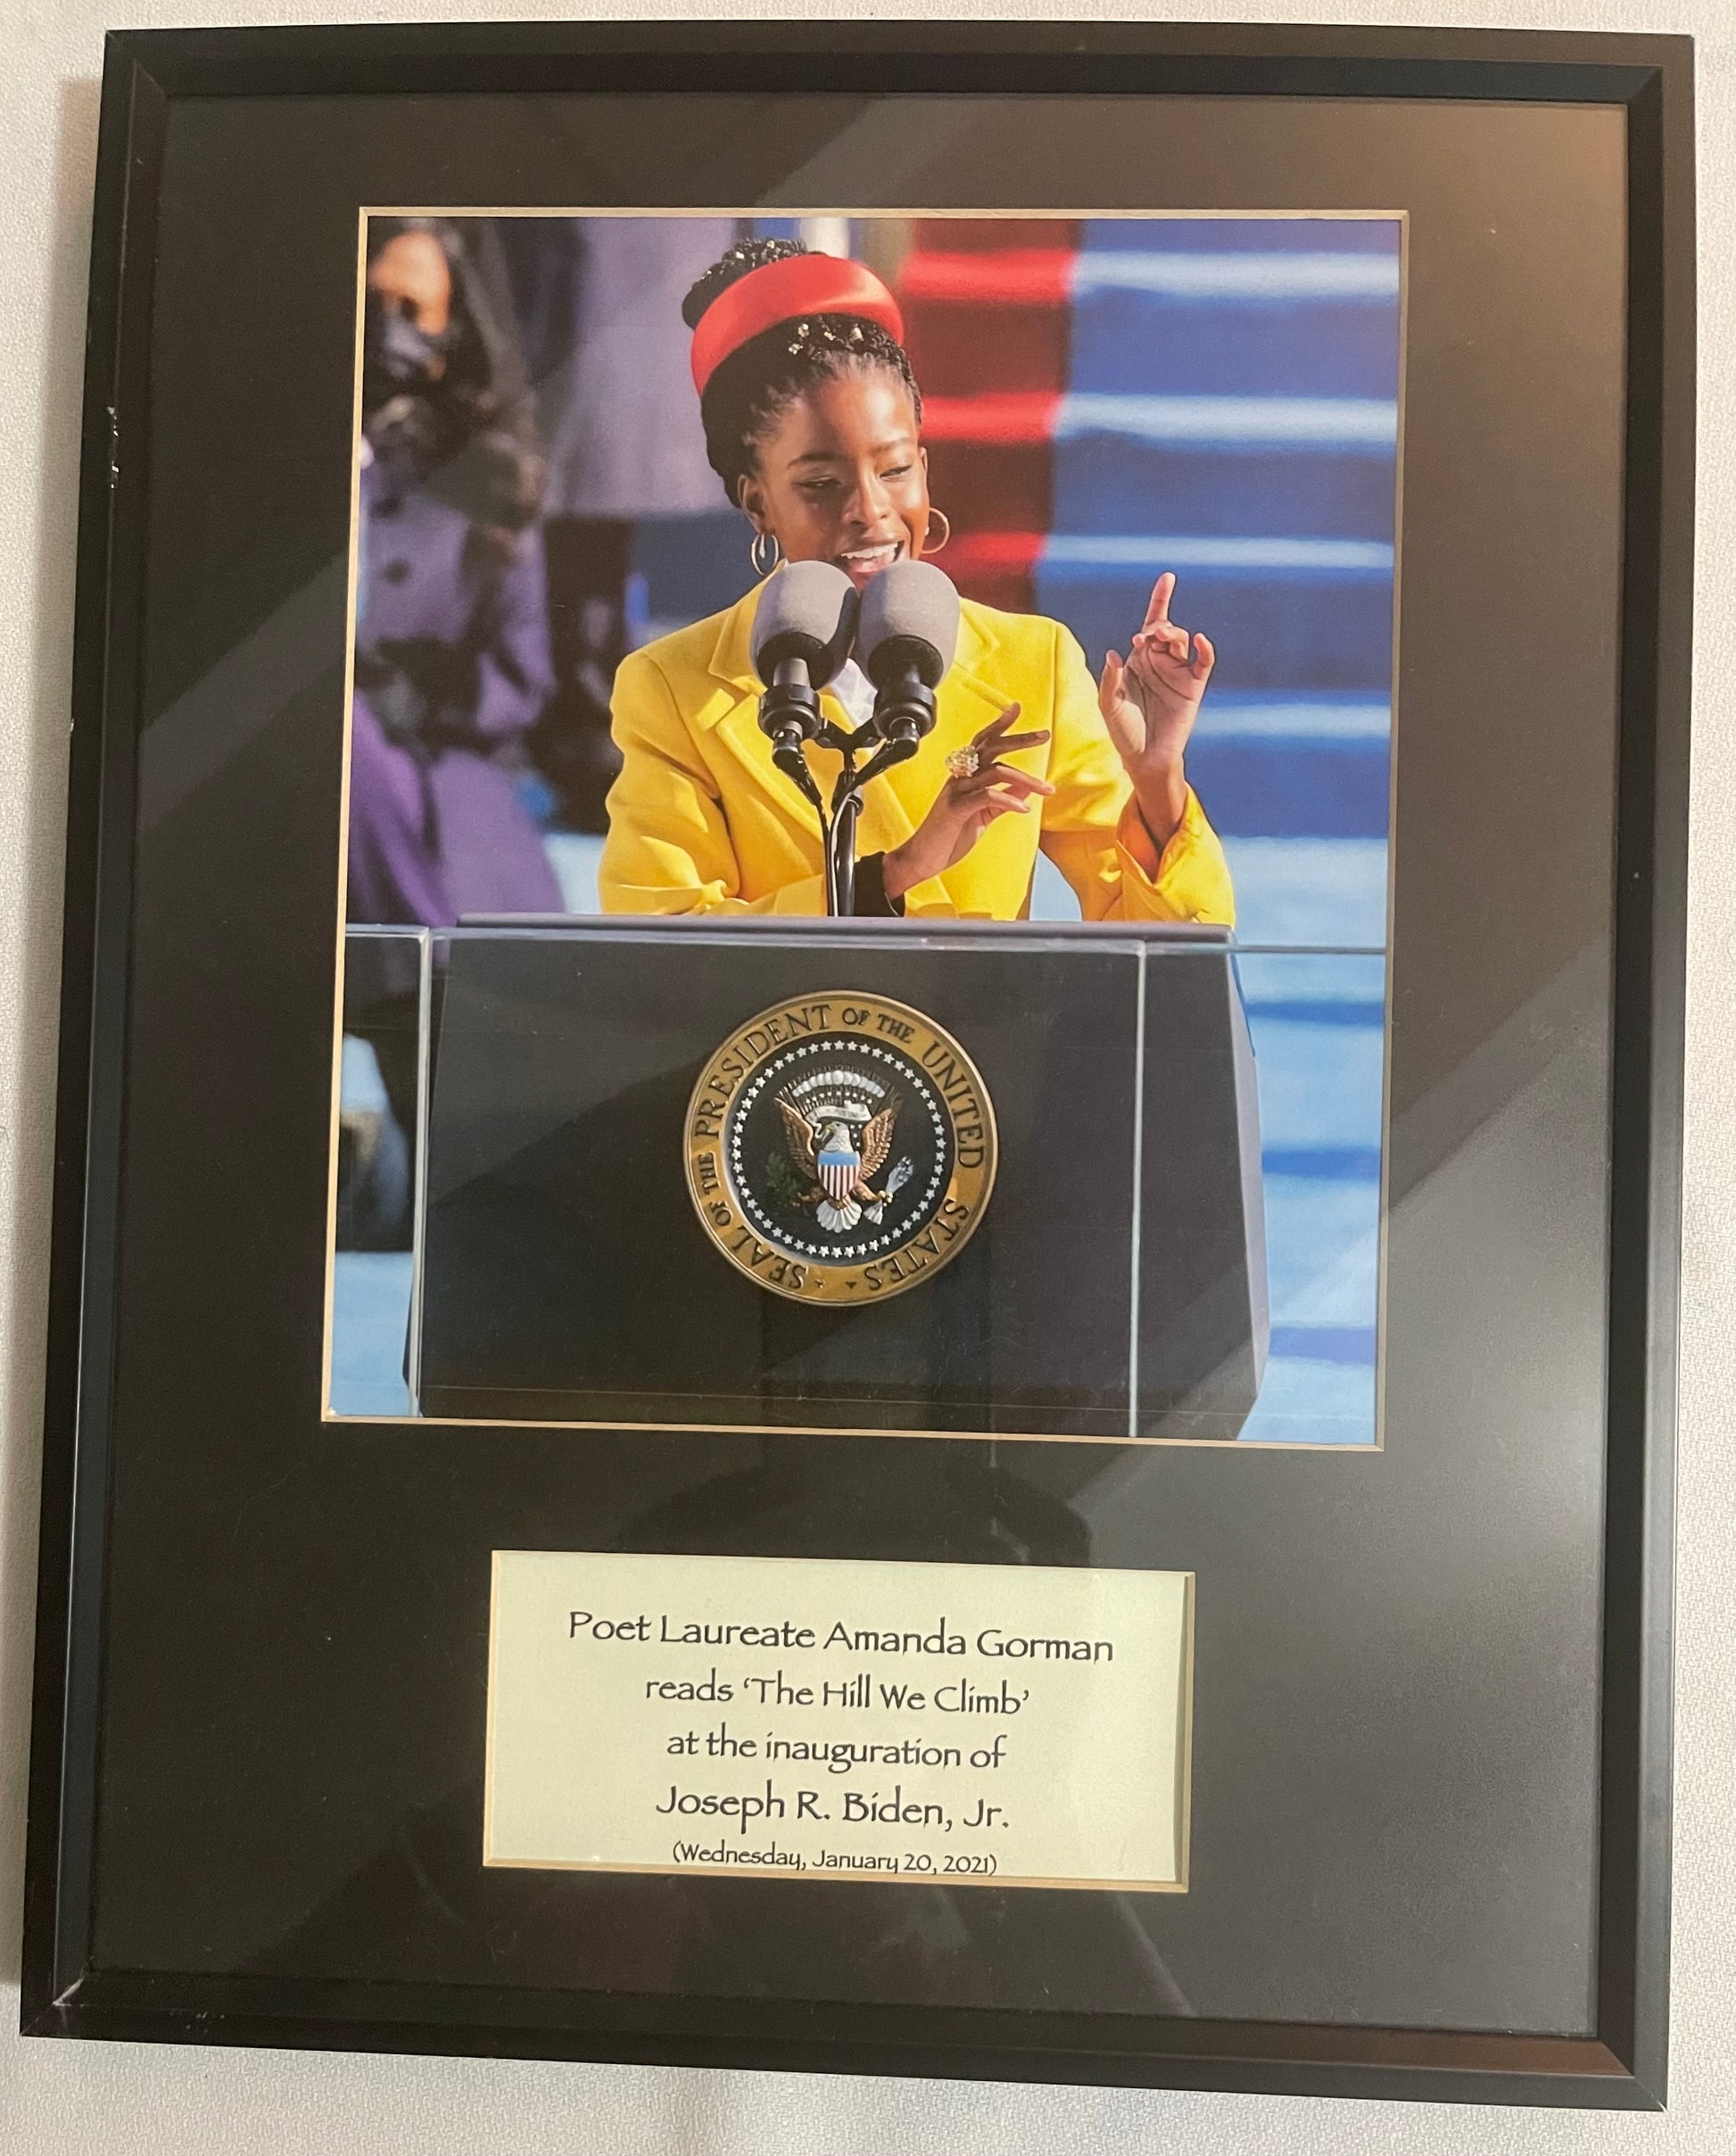 SEAL OF THE PRESIDENT OF THE UNITED STATES
Poet Laureate Amanda Gorman
reads ‘The Hill We Climb’
at the inauguration of
Joseph R. Biden, Jr.
(Wednesday, January 20, 2021)